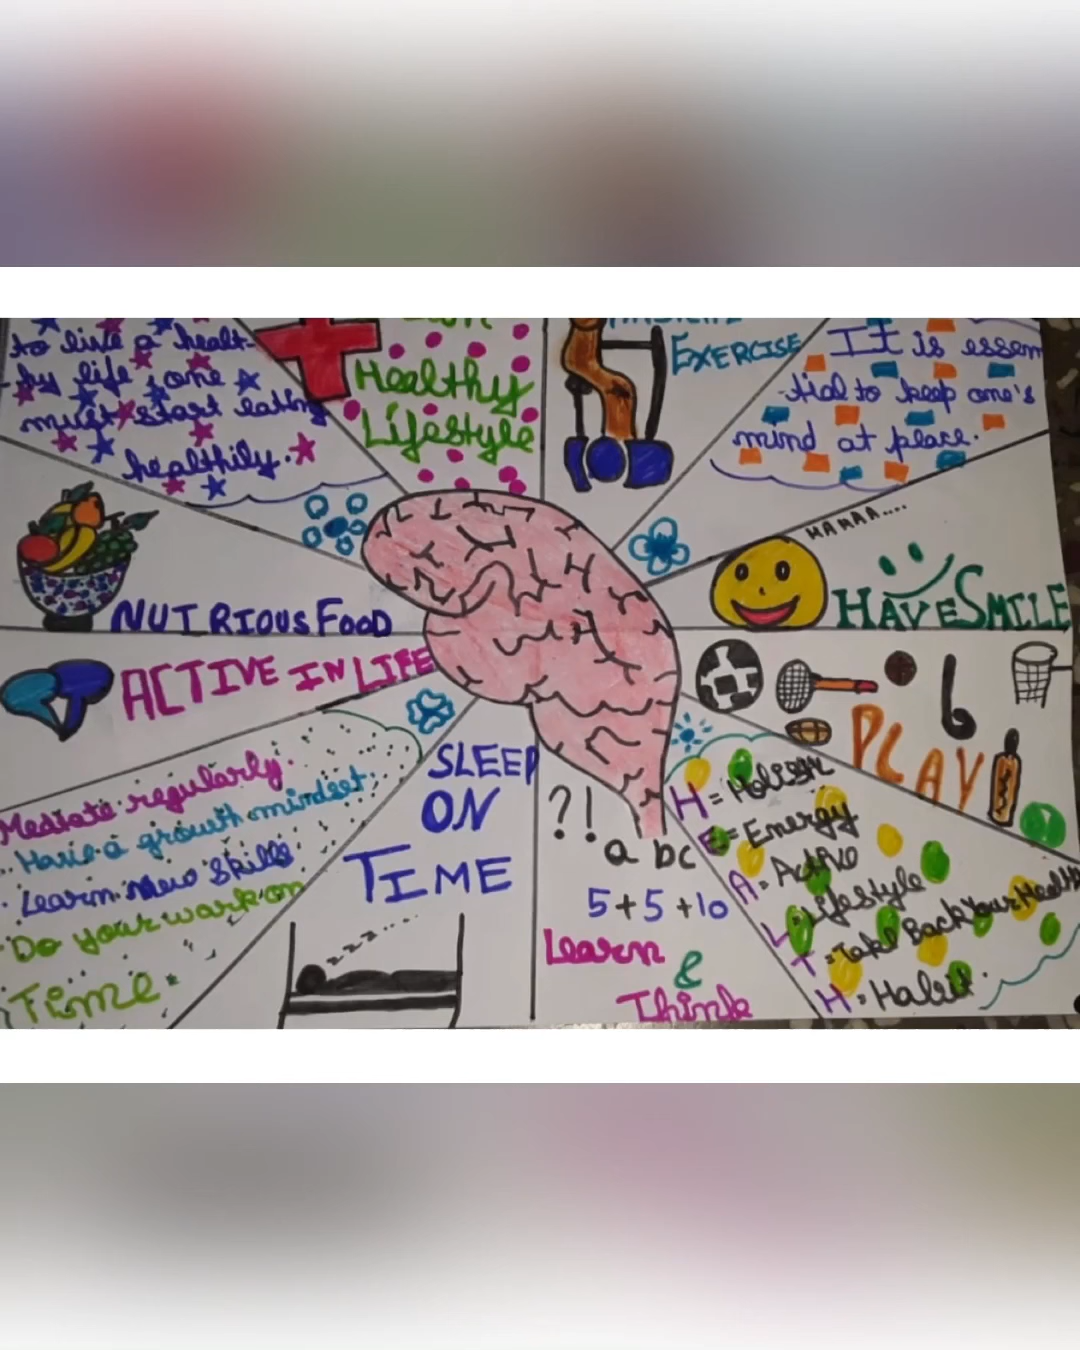 to live a healt-
-hy life, one
must start eating
healthily.
Healthy
Lifestyle
EXERCISE
It is essen
-tial to keep one's
mind at place.
HAHAA....
HAVE SMILE
NUTRIOUS FOOD
ACTIVE IN LIFE
PLAY
Mediate regularly.
Have a growth mindset.
Learn new skills
Do your work on
Time.
SLEEP
ON
TIME
zzz...
?!
a bc
5+5+10
Learn
&
Think
H = Holism
E = Energy
A = Active
L = Lifestyle
T = Take Back Your Health
H = Habit